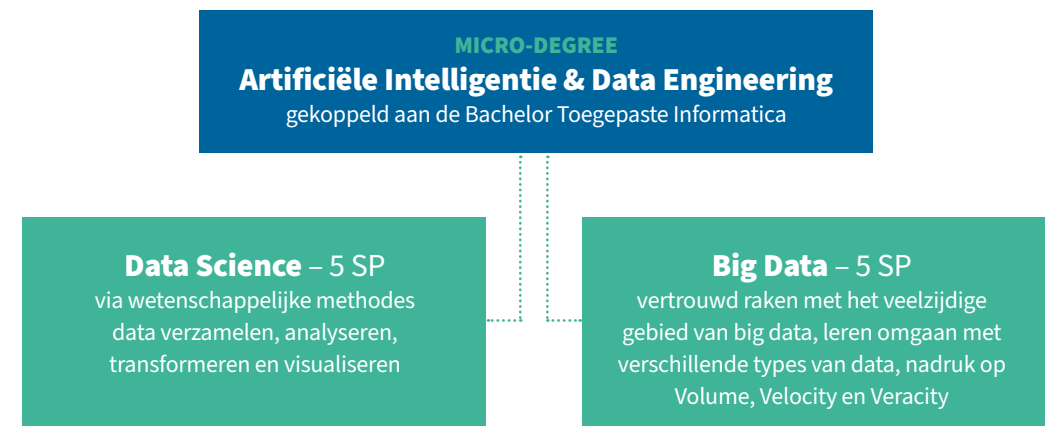 MICRO-DEGREE
Artificiële Intelligentie & Data Engineering
gekoppeld aan de Bachelor Toegepaste Informatica
Data Science – 5 SP
via wetenschappelijke methodes
data verzamelen, analyseren,
transformeren en visualiseren
Big Data – 5 SP
vertrouwd raken met het veelzijdige
gebied van big data, leren omgaan met
verschillende types van data, nadruk op
Volume, Velocity en Veracity